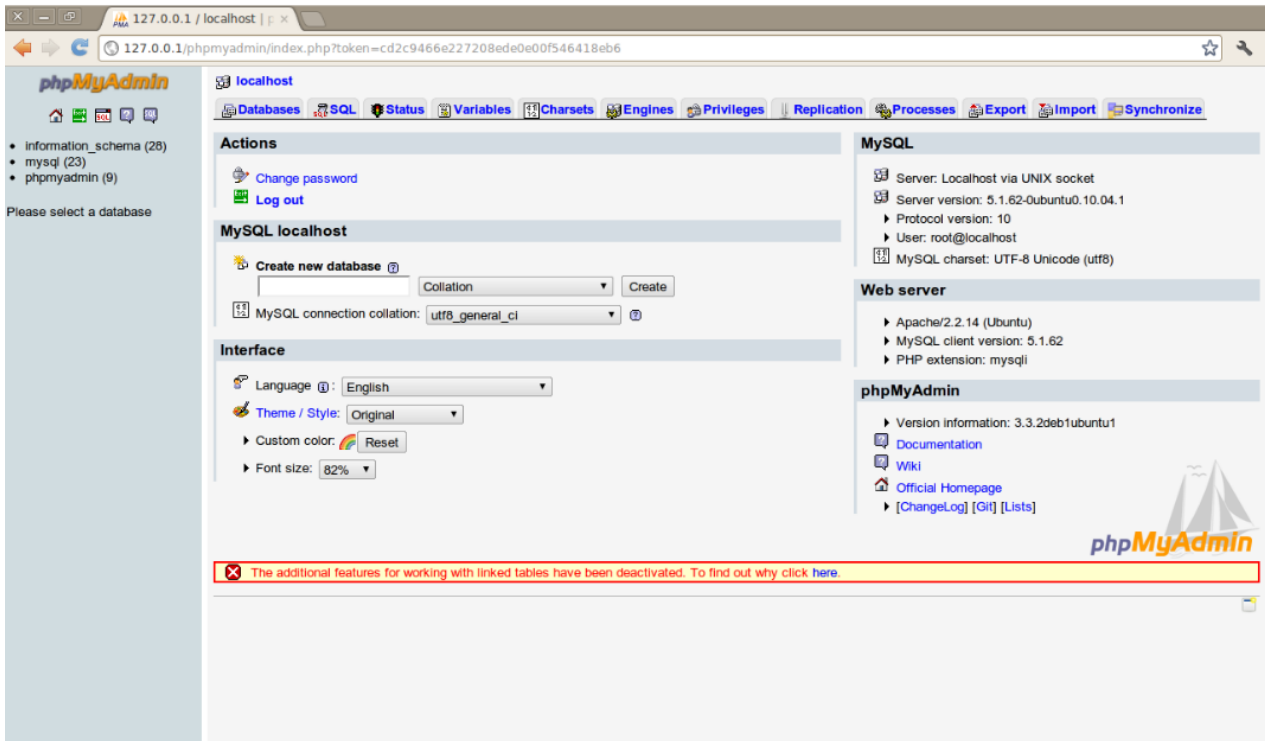 127.0.0.1 / localhost | p
127.0.0.1/phpmyadmin/index.php?token=cd2c9466e227208ede0e00f546418eb6
phpMyAdmin
information_schema (28)
mysql (23)
phpmyadmin (9)
Please select a database
localhost
Databases SQL Status Variables Charsets Engines Privileges Replication Processes Export Import Synchronize
Actions
Change password
Log out
MySQL localhost
Create new database
Collation Create
MySQL connection collation: utf8_general_ci
Interface
Language : English
Theme / Style: Original
Custom color: Reset
Font size: 82%
MySQL
Server: Localhost via UNIX socket
Server version: 5.1.62-0ubuntu0.10.04.1
Protocol version: 10
User: root@localhost
MySQL charset: UTF-8 Unicode (utf8)
Web server
Apache/2.2.14 (Ubuntu)
MySQL client version: 5.1.62
PHP extension: mysqli
phpMyAdmin
Version information: 3.3.2deb1ubuntu1
Documentation
Wiki
Official Homepage
[ChangeLog] [Git] [Lists]
phpMyAdmin
The additional features for working with linked tables have been deactivated. To find out why click here.